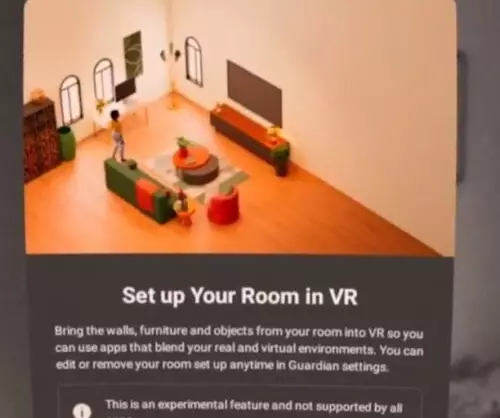 Set up Your Room in VR
Bring the walls, furniture and objects from your room into VR so you
can use apps that blend your real and virtual environments. You can
edit or remove your room set up anytime in Guardian settings.
This is an experimental feature and not supported by all